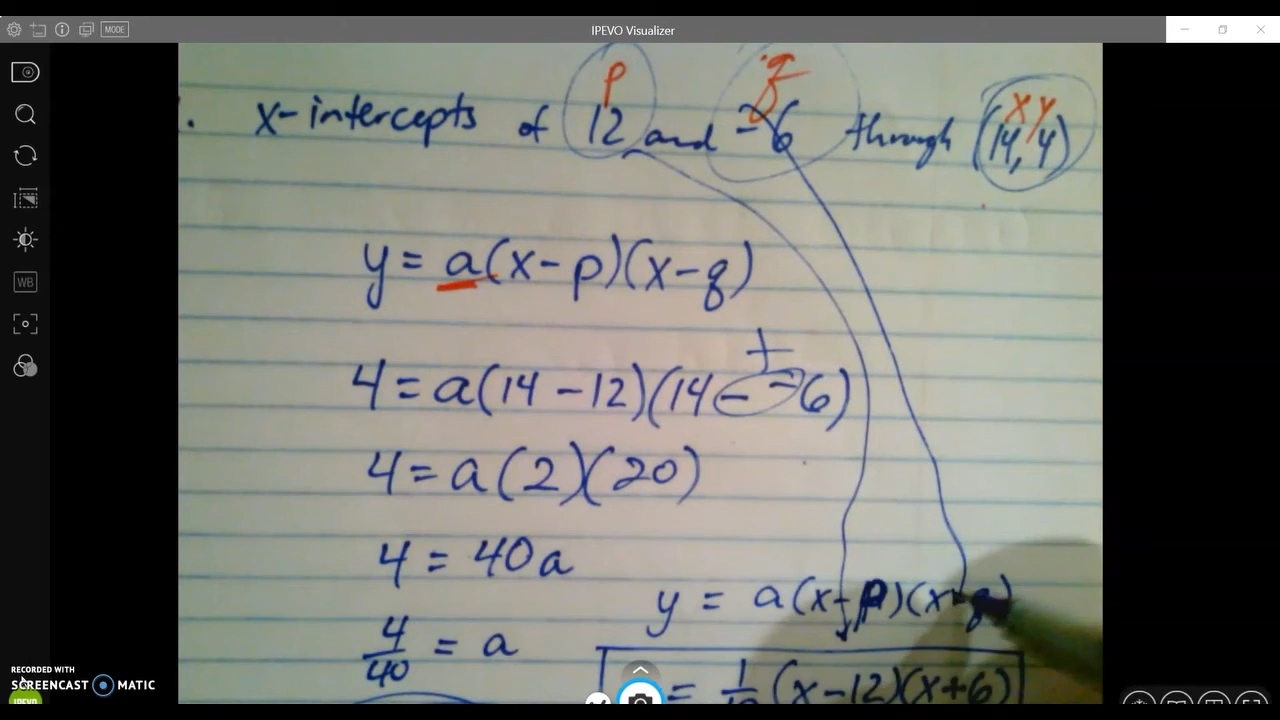 IPEVO Visualizer
MODE
p q
. x-intercepts of 12 and -6 through (14, 4)
x y
y = a(x-p)(x-q)
+
4 = a(14-12)(14--6)
4 = a(2)(20)
4 = 40a
4/40 = a
y = a(x-p)(x-q)
= 1/10 (x-12)(x+6)
WB
RECORDED WITH
SCREENCAST MATIC
IPEVO